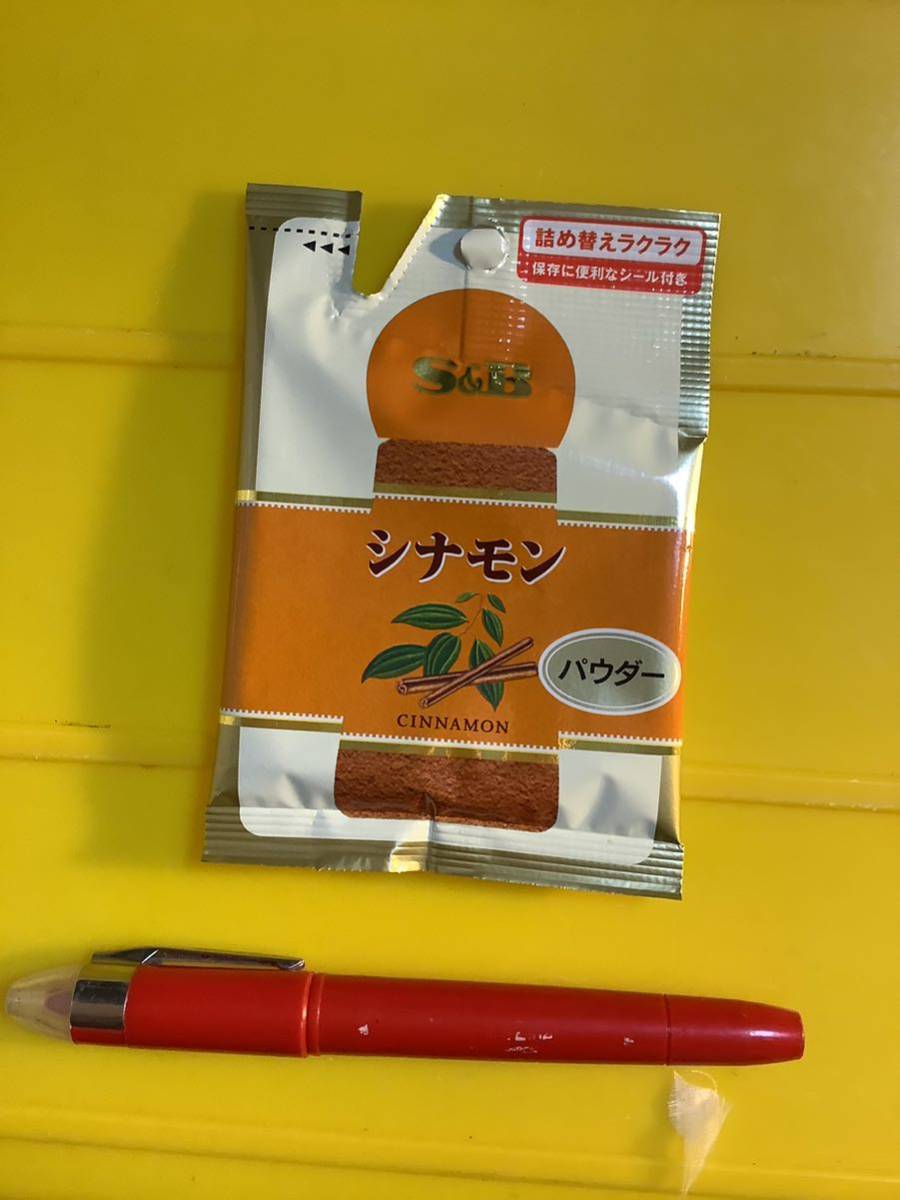 詰め替えラクラク
保存に便利なシール付き
S&B
シナモン
パウダー
CINNAMON